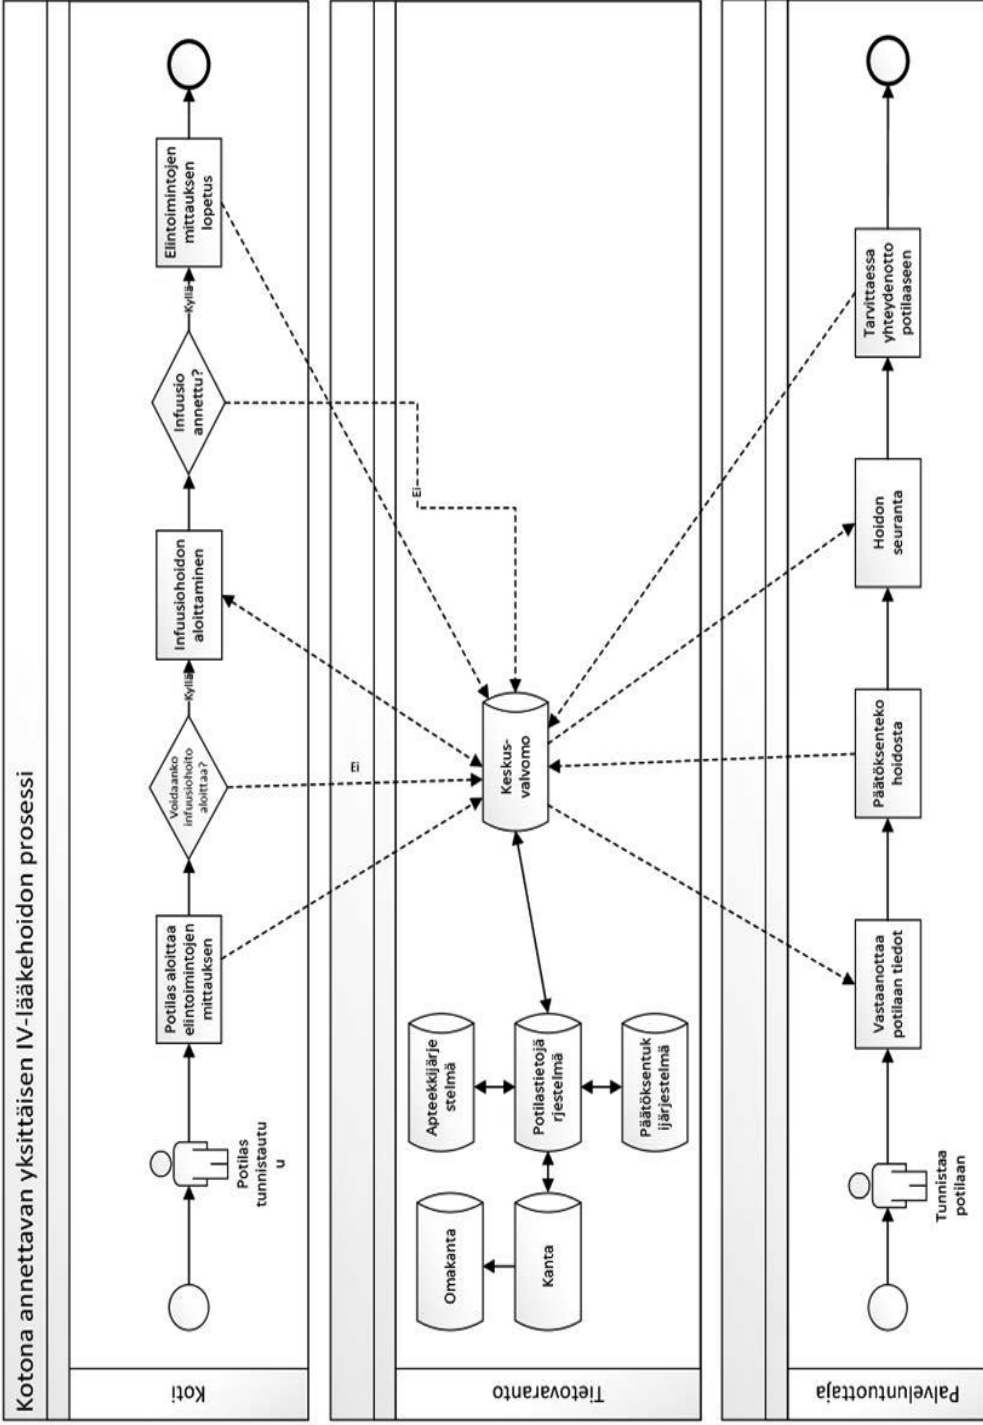 Kotona annettavan yksittäisen IV-lääkehoidon prosessi
Koti
Potilas
tunnistautu
u
Potilas aloittaa
elintoimintojen
mittauksen
Voidaanko
infuusiohoito
aloittaa?
Kyllä
Ei
Infuusiohoidon
aloittaminen
Infuusio
annettu?
Kyllä
Ei
Elintoimintojen
mittauksen
lopetus
Tietovaranto
Omakanta
Kanta
Apteekkijärje
stelmä
Potilastietojä
rjestelmä
Päätöksentuk
ijärjestelmä
Keskus-
valvomo
Palveluntuottaja
Tunnistaa
potilaan
Vastaanottaa
potilaan tiedot
Päätöksenteko
hoidosta
Hoidon
seuranta
Tarvittaessa
yhteydenotto
potilaaseen